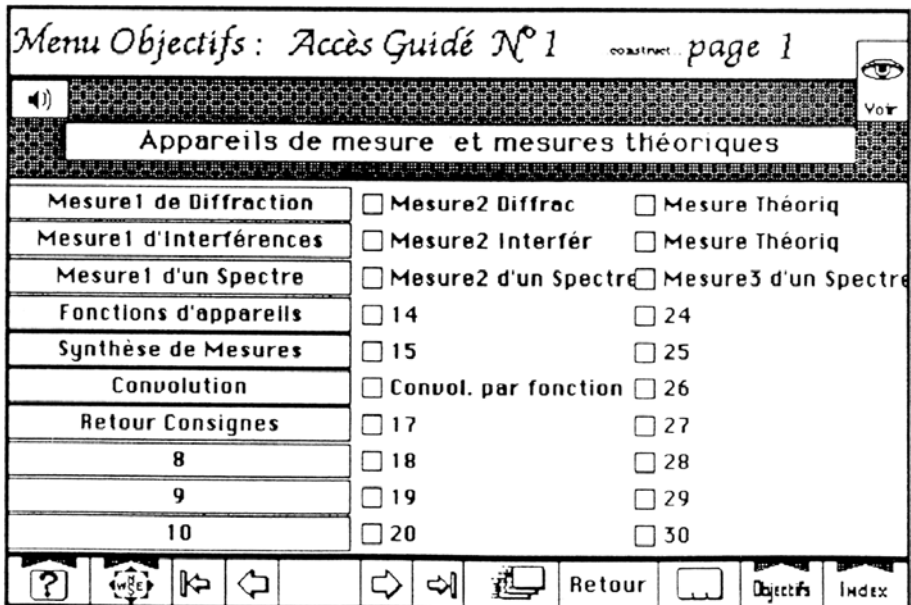 Menu Objectifs : Accès Guidé N° 1 construct.. page 1
Voir
Appareils de mesure et mesures théoriques
Mesure1 de Diffraction Mesure2 Diffrac Mesure Théoriq
Mesure1 d'Interférences Mesure2 Interfér Mesure Théoriq
Mesure1 d'un Spectre Mesure2 d'un Spectre Mesure3 d'un Spectre
Fonctions d'appareils 14 24
Synthèse de Mesures 15 25
Convolution Convol. par fonction 26
Retour Consignes 17 27
8 18 28
9 19 29
10 20 30
? N W E S Retour Objectifs Index